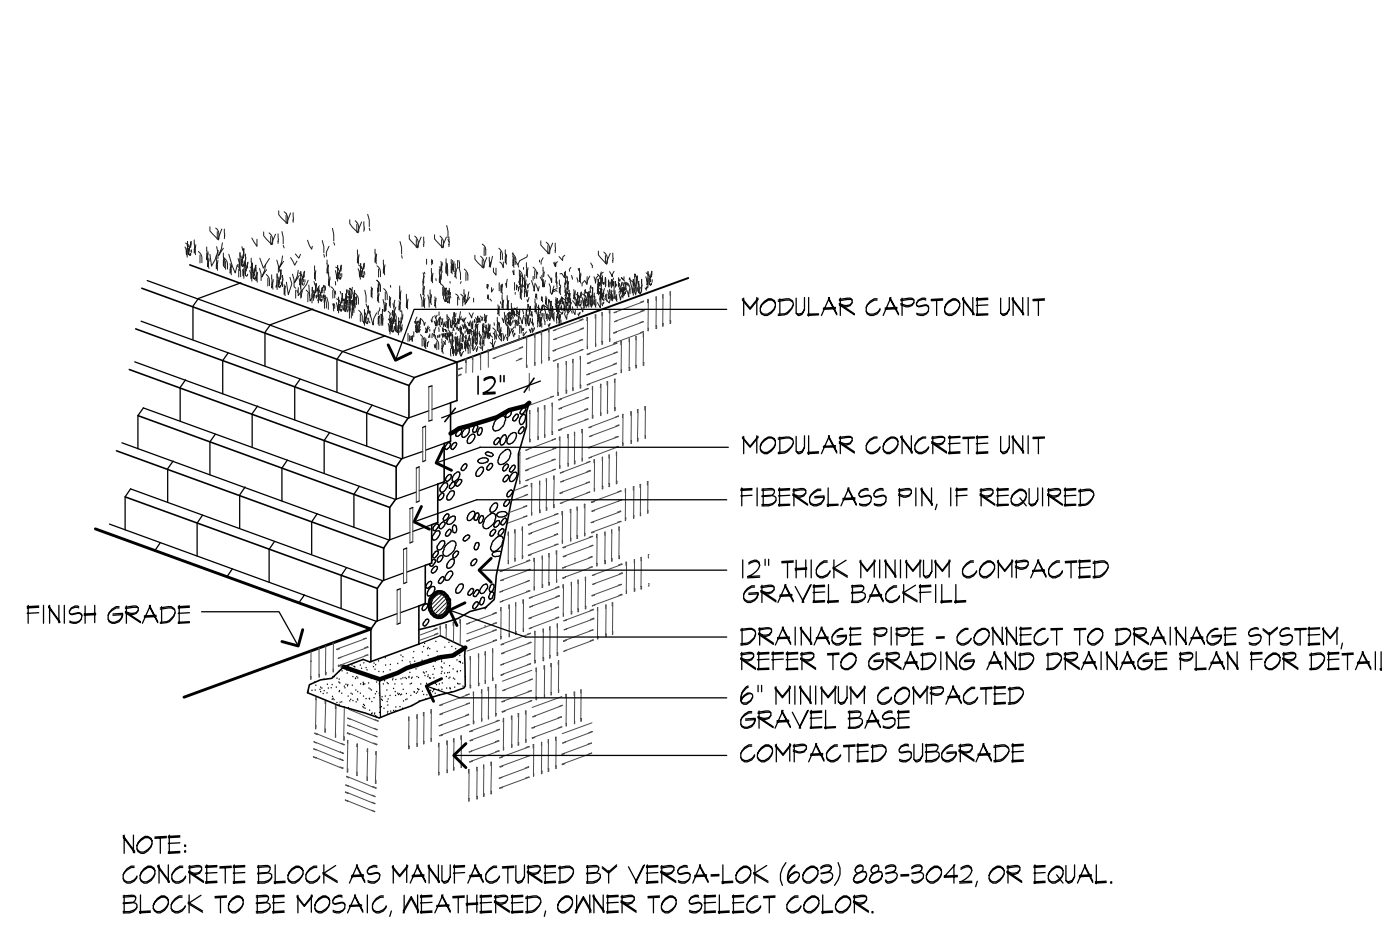 MODULAR CAPSTONE UNIT
12"
MODULAR CONCRETE UNIT
FIBERGLASS PIN, IF REQUIRED
12" THICK MINIMUM COMPACTED
GRAVEL BACKFILL
FINISH GRADE
DRAINAGE PIPE - CONNECT TO DRAINAGE SYSTEM,
REFER TO GRADING AND DRAINAGE PLAN FOR DETAI
6" MINIMUM COMPACTED
GRAVEL BASE
COMPACTED SUBGRADE
NOTE:
CONCRETE BLOCK AS MANUFACTURED BY VERSA-LOK (603) 883-3042, OR EQUAL.
BLOCK TO BE MOSAIC, WEATHERED, OWNER TO SELECT COLOR.